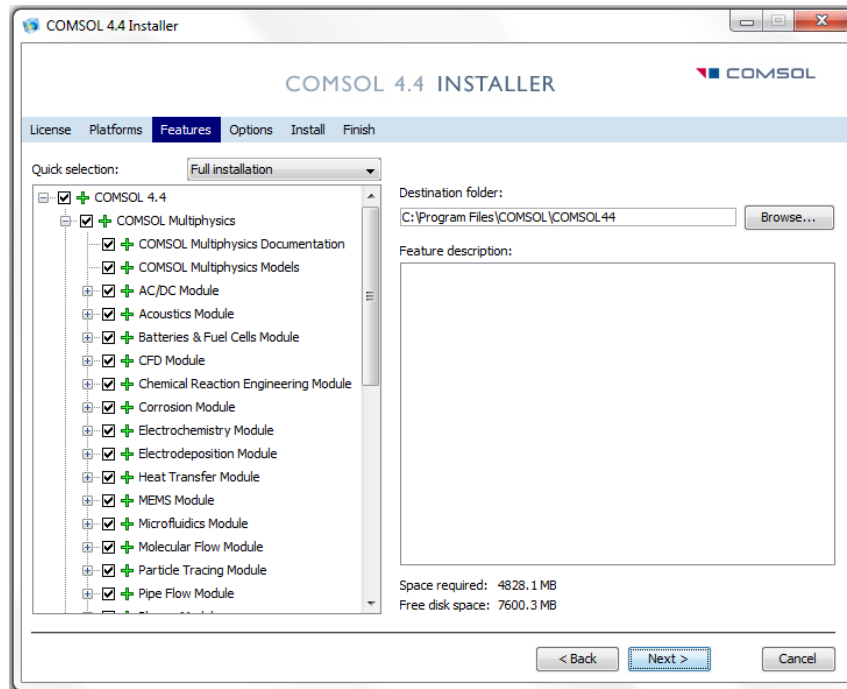 COMSOL 4.4 Installer
COMSOL 4.4 INSTALLER
COMSOL
License Platforms Features Options Install Finish
Quick selection: Full installation
COMSOL 4.4
COMSOL Multiphysics
COMSOL Multiphysics Documentation
COMSOL Multiphysics Models
AC/DC Module
Acoustics Module
Batteries & Fuel Cells Module
CFD Module
Chemical Reaction Engineering Module
Corrosion Module
Electrochemistry Module
Electrodeposition Module
Heat Transfer Module
MEMS Module
Microfluidics Module
Molecular Flow Module
Particle Tracing Module
Pipe Flow Module
Destination folder:
C:\Program Files\COMSOL\COMSOL44 Browse...
Feature description:
Space required: 4828.1 MB
Free disk space: 7600.3 MB
< Back Next > Cancel